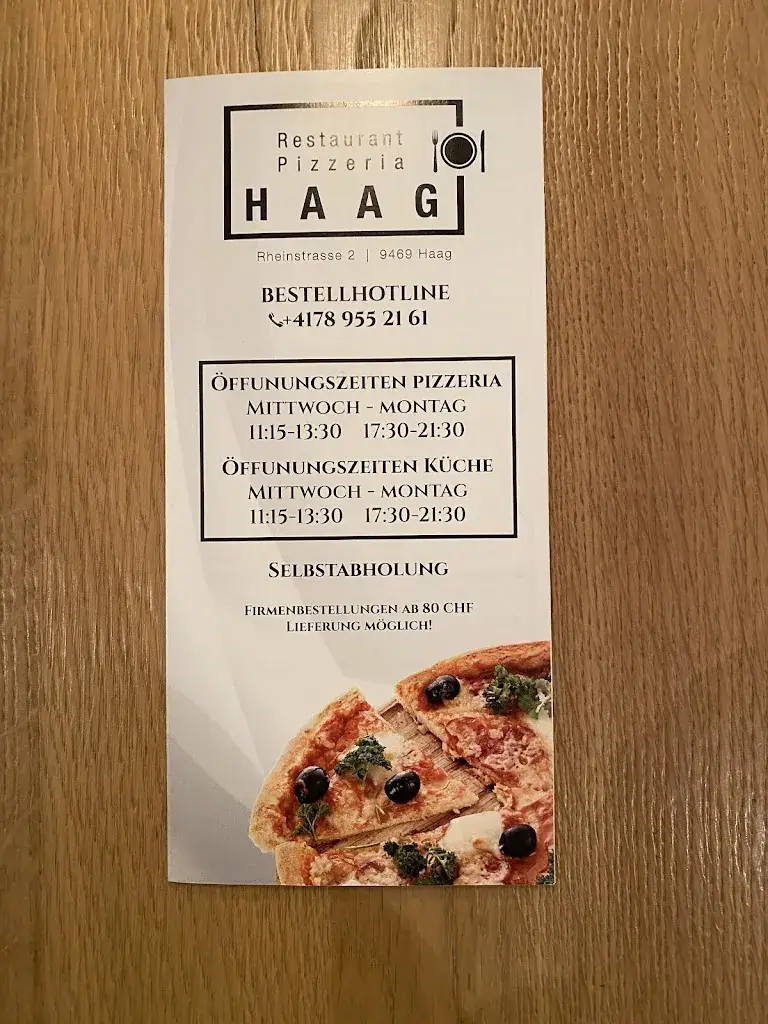 Restaurant
Pizzeria
HAAG
Rheinstrasse 2 | 9469 Haag
BESTELLHOTLINE
+4178 955 21 61
ÖFFUNUNGSZEITEN PIZZERIA
MITTWOCH - MONTAG
11:15-13:30 17:30-21:30
ÖFFUNUNGSZEITEN KÜCHE
MITTWOCH - MONTAG
11:15-13:30 17:30-21:30
SELBSTABHOLUNG
FIRMENBESTELLUNGEN AB 80 CHF
LIEFERUNG MÖGLICH!